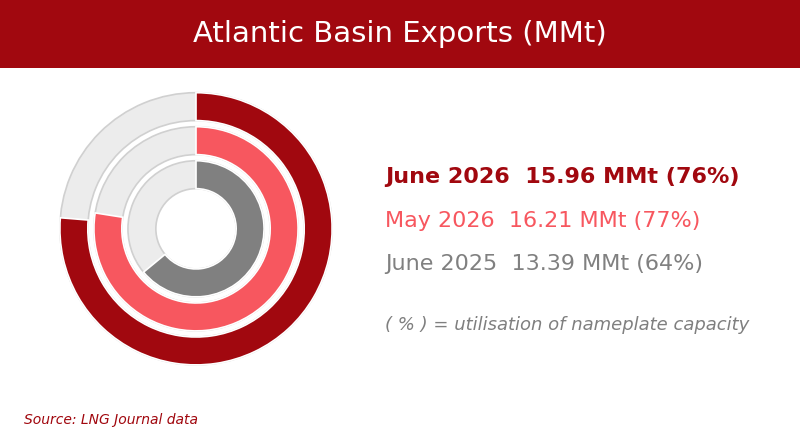 Atlantic Basin Exports (MMt)
June 2026  15.96 MMt (76%)
May 2026  16.21 MMt (77%)
June 2025  13.39 MMt (64%)
( % ) = utilisation of nameplate capacity
Source: LNG Journal data